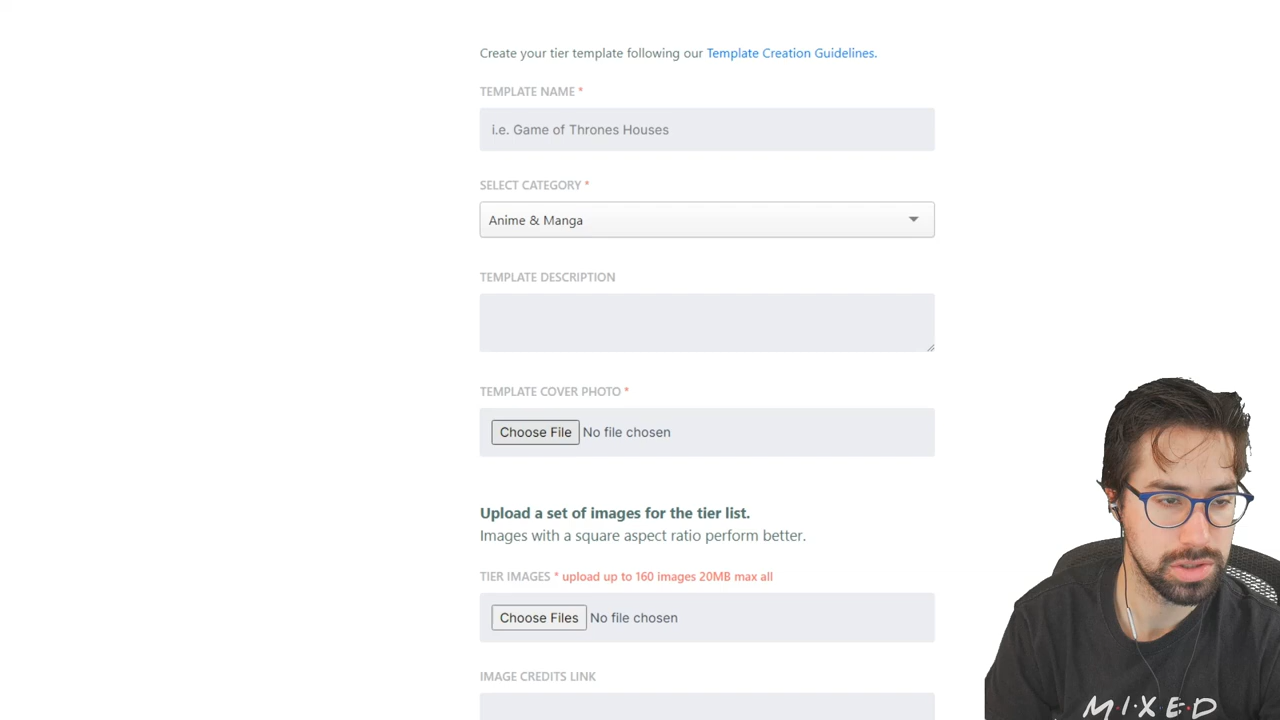 Create your tier template following our Template Creation Guidelines.
TEMPLATE NAME *
i.e. Game of Thrones Houses
SELECT CATEGORY *
Anime & Manga
TEMPLATE DESCRIPTION
TEMPLATE COVER PHOTO *
Choose File No file chosen
Upload a set of images for the tier list.
Images with a square aspect ratio perform better.
TIER IMAGES * upload up to 160 images 20MB max all
Choose Files No file chosen
IMAGE CREDITS LINK
M·I·X·E·D